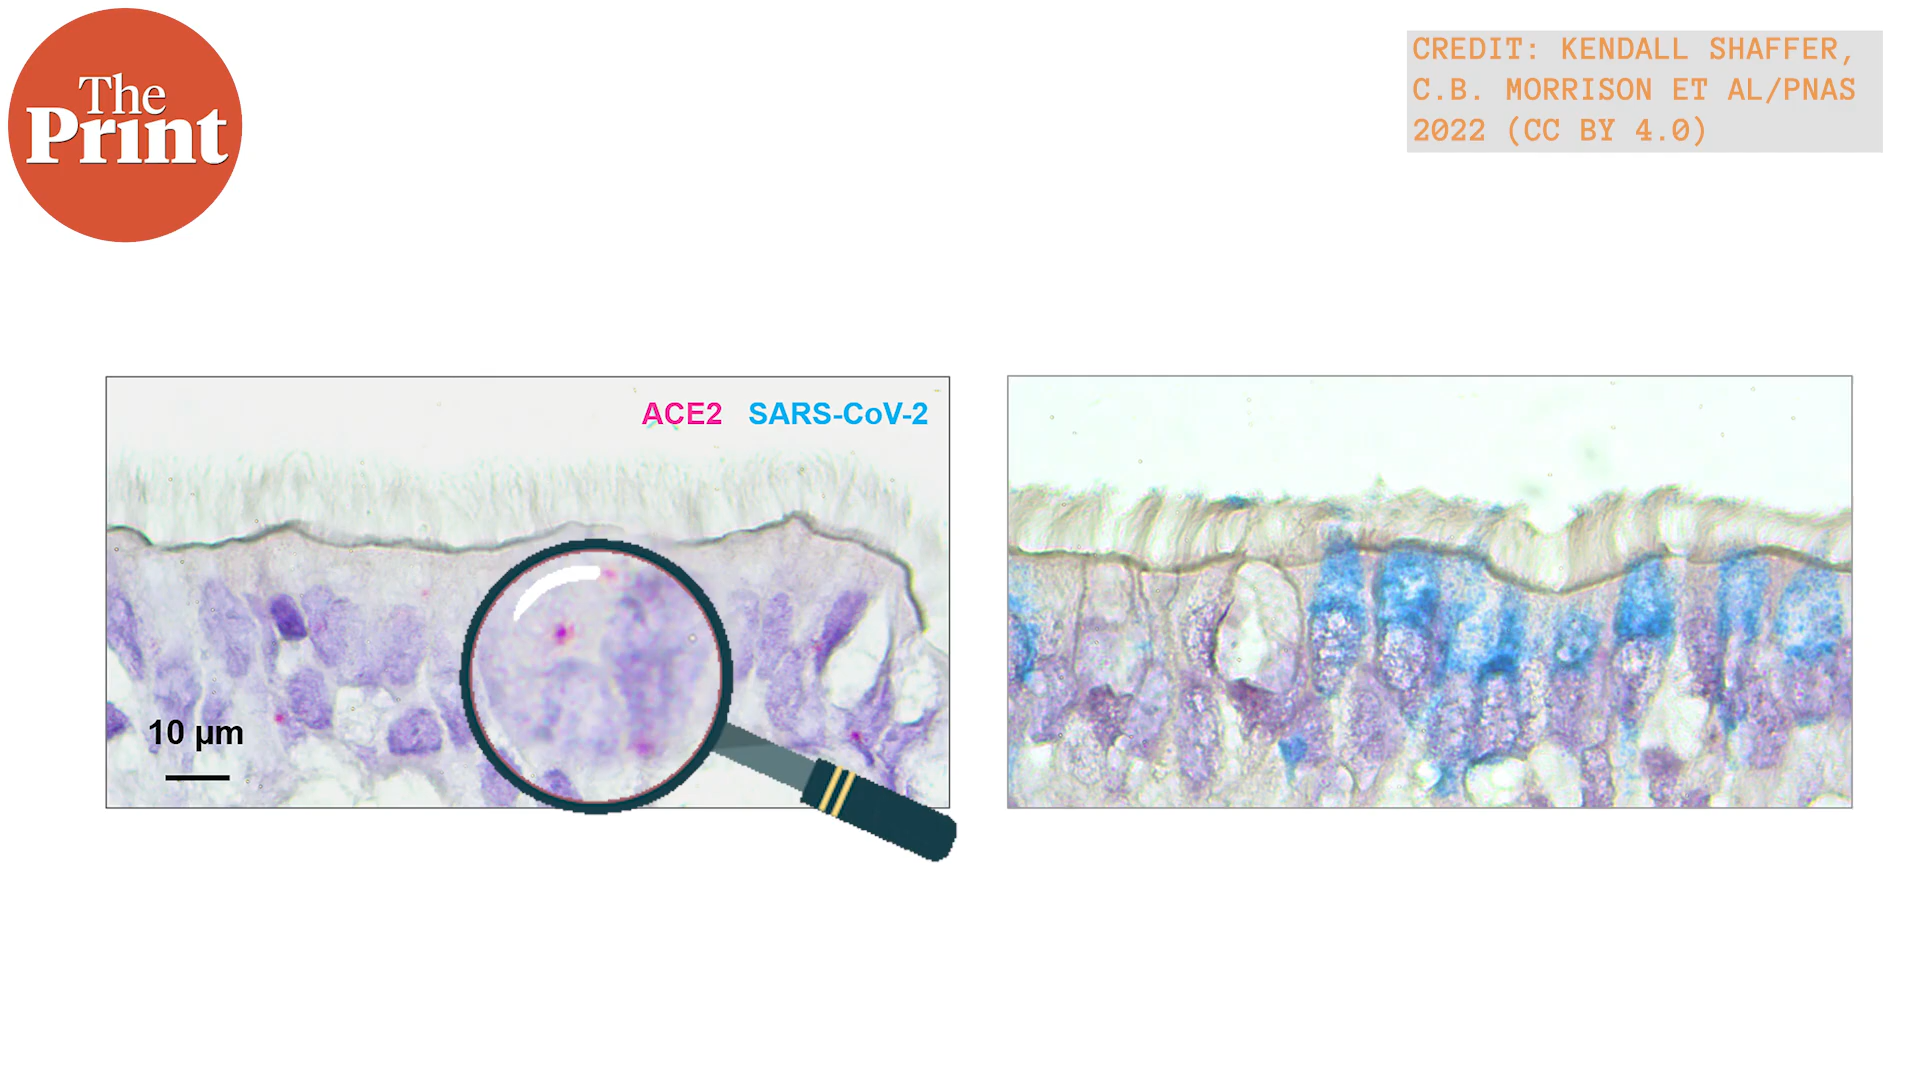 The
Print
CREDIT: KENDALL SHAFFER,
C.B. MORRISON ET AL/PNAS
2022 (CC BY 4.0)
ACE2 SARS-CoV-2
10 µm